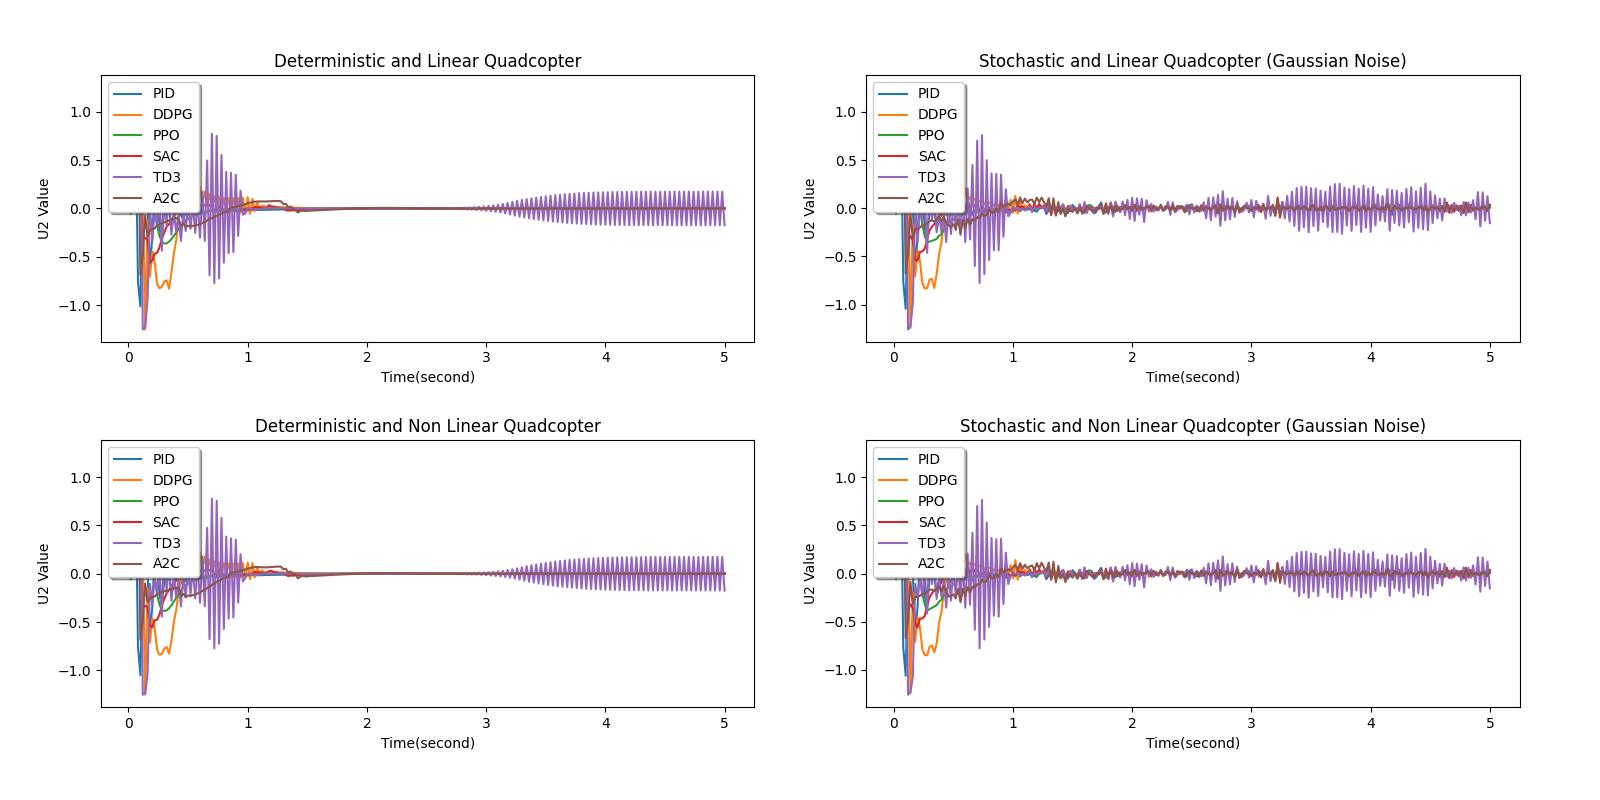 Deterministic and Linear Quadcopter
U2 Value
1.0
0.5
0.0
−0.5
−1.0
PID
DDPG
PPO
SAC
TD3
A2C
0 1 2 3 4 5
Time(second)
Stochastic and Linear Quadcopter (Gaussian Noise)
U2 Value
1.0
0.5
0.0
−0.5
−1.0
PID
DDPG
PPO
SAC
TD3
A2C
0 1 2 3 4 5
Time(second)
Deterministic and Non Linear Quadcopter
U2 Value
1.0
0.5
0.0
−0.5
−1.0
PID
DDPG
PPO
SAC
TD3
A2C
0 1 2 3 4 5
Time(second)
Stochastic and Non Linear Quadcopter (Gaussian Noise)
U2 Value
1.0
0.5
0.0
−0.5
−1.0
PID
DDPG
PPO
SAC
TD3
A2C
0 1 2 3 4 5
Time(second)